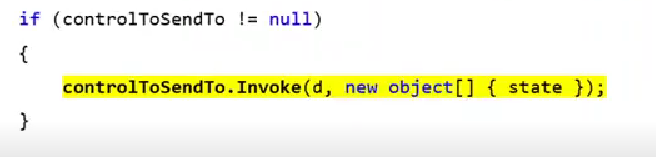 if (controlToSendTo != null)
{
controlToSendTo.Invoke(d, new object[] { state });
}